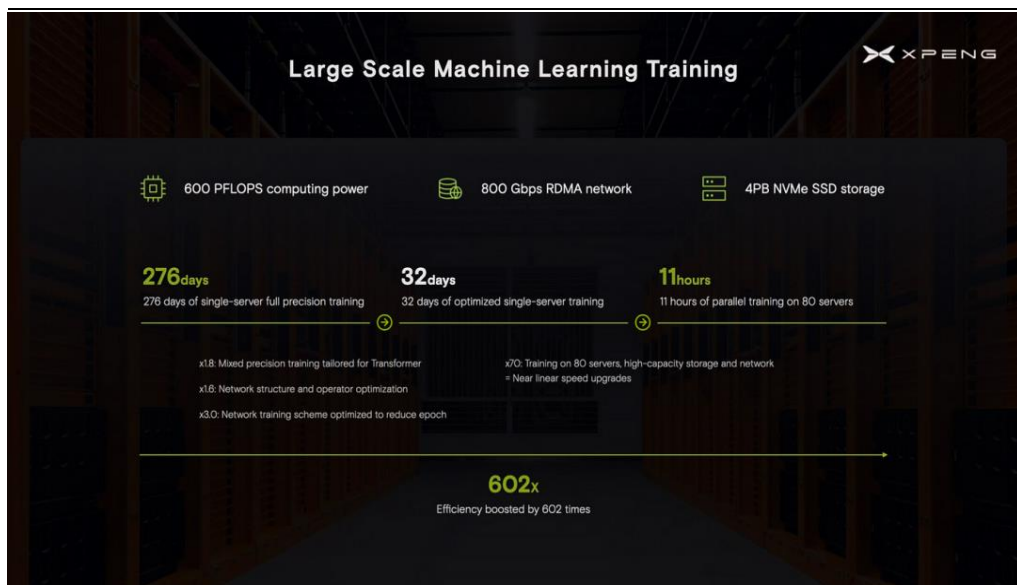 Large Scale Machine Learning Training
XPENG
600 PFLOPS computing power
800 Gbps RDMA network
4PB NVMe SSD storage
276days
276 days of single-server full precision training
32days
32 days of optimized single-server training
11hours
11 hours of parallel training on 80 servers
x1.8: Mixed precision training tailored for Transformer
x1.6: Network structure and operator optimization
x3.0: Network training scheme optimized to reduce epoch
x70: Training on 80 servers, high-capacity storage and network
= Near linear speed upgrades
602x
Efficiency boosted by 602 times